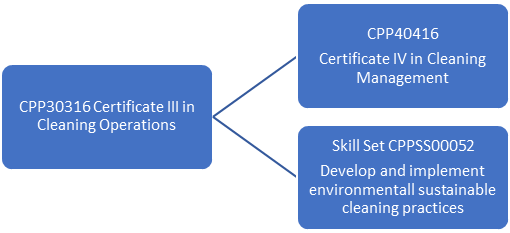 CPP30316 Certificate III in
Cleaning Operations
CPP40416
Certificate IV in Cleaning
Management
Skill Set CPPSS00052
Develop and implement
environmentall sustainable
cleaning practices